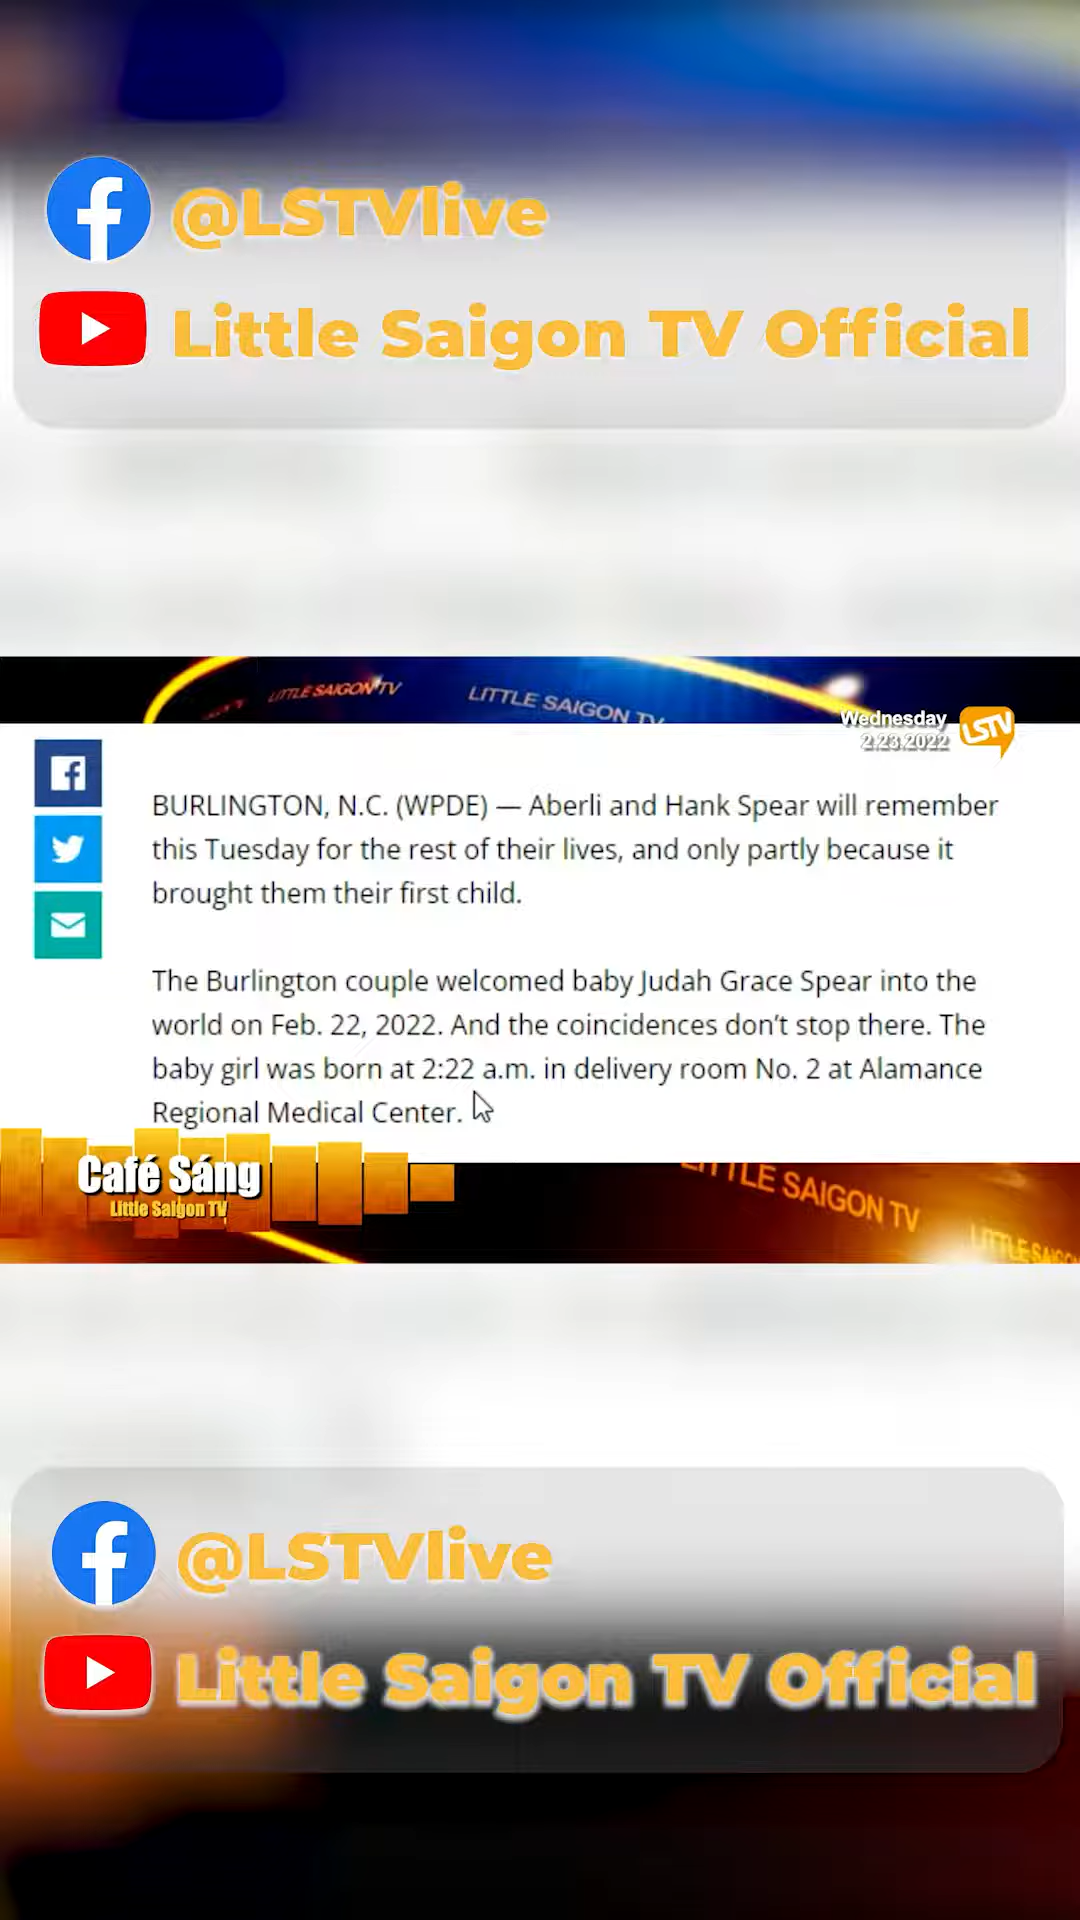 @LSTVlive
Little Saigon TV Official
LITTLE SAIGON TV
LITTLE SAIGON TV
Wednesday
2.23.2022
LSTV
BURLINGTON, N.C. (WPDE) — Aberli and Hank Spear will remember
this Tuesday for the rest of their lives, and only partly because it
brought them their first child.
The Burlington couple welcomed baby Judah Grace Spear into the
world on Feb. 22, 2022. And the coincidences don’t stop there. The
baby girl was born at 2:22 a.m. in delivery room No. 2 at Alamance
Regional Medical Center.
Café Sáng
Little Saigon TV
LITTLE SAIGON TV
LITTLE SAIGON
@LSTVlive
Little Saigon TV Official